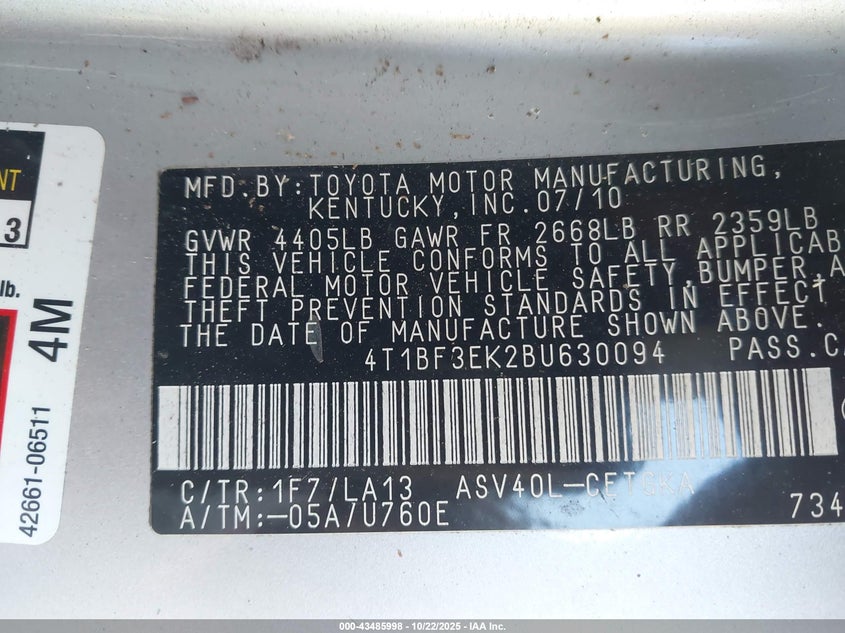 NT
3
lb.
4M
42661-06511
MFD.BY:TOYOTA MOTOR MANUFACTURING,
KENTUCKY,INC.07/10
GVWR 4405LB GAWR FR 2668LB RR 2359LB
THIS VEHICLE CONFORMS TO ALL APPLICAB
FEDERAL MOTOR VEHICLE SAFETY,BUMPER,A
THEFT PREVENTION STANDARDS IN EFFECT
THE DATE OF MANUFACTURE SHOWN ABOVE.
4T1BF3EK2BU630094 PASS.CA
C/TR:1F7/LA13 ASV40L-CETGKA
A/TM:-05A/U760E 734
000-43485998 - 10/22/2025 - IAA Inc.